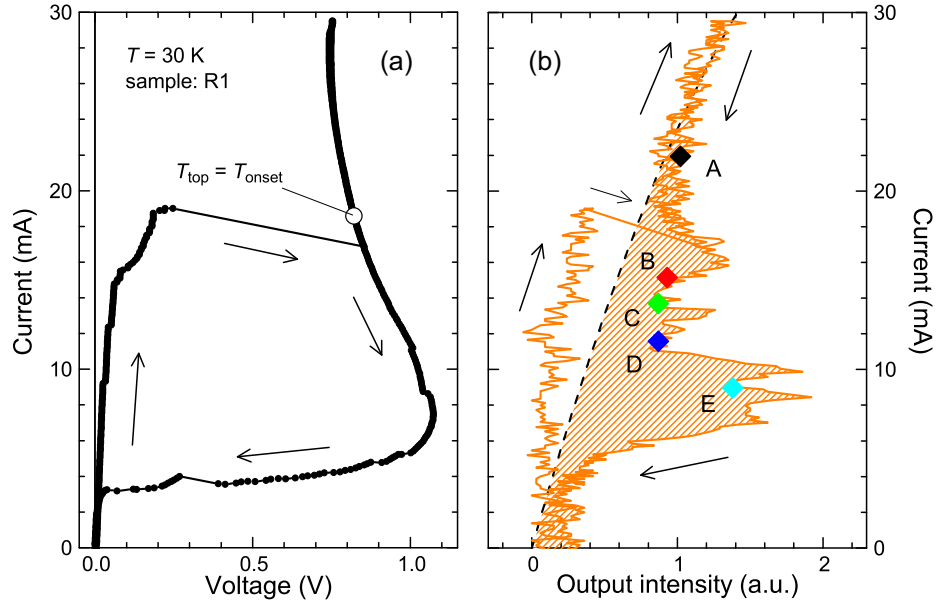 T = 30 K
sample: R1
(a)
T_top = T_onset
Current (mA)
30
20
10
0
0.0 0.5 1.0
Voltage (V)
(b)
A
B
C
D
E
30
20
10
0
Current (mA)
0 1 2
Output intensity (a.u.)